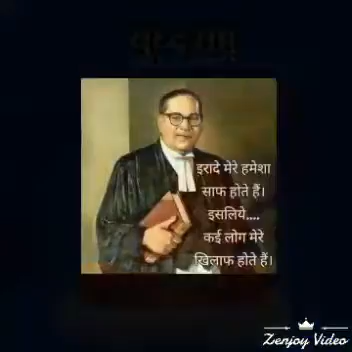 इरादे मेरे हमेशा
साफ होते हैं।
इसलिये....
कई लोग मेरे
खिलाफ होते हैं।
Zenjoy Video